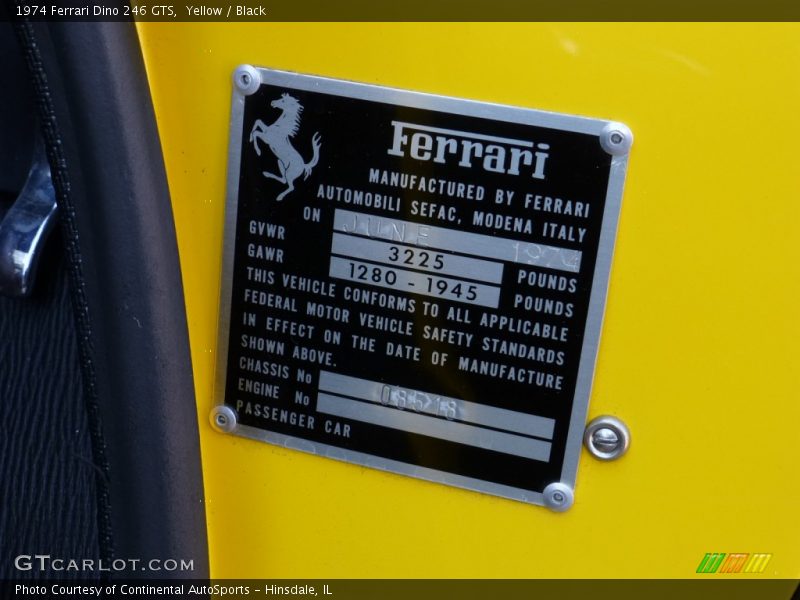 1974 Ferrari Dino 246 GTS,  Yellow / Black
Ferrari
MANUFACTURED BY FERRARI
AUTOMOBILI SEFAC, MODENA ITALY
ON JUNE 1974
GVWR 3225 POUNDS
GAWR 1280 - 1945 POUNDS
THIS VEHICLE CONFORMS TO ALL APPLICABLE
FEDERAL MOTOR VEHICLE SAFETY STANDARDS
IN EFFECT ON THE DATE OF MANUFACTURE
SHOWN ABOVE.
CHASSIS No 08518
ENGINE No
PASSENGER CAR
GTCARLOT.COM
Photo Courtesy of Continental AutoSports - Hinsdale, IL